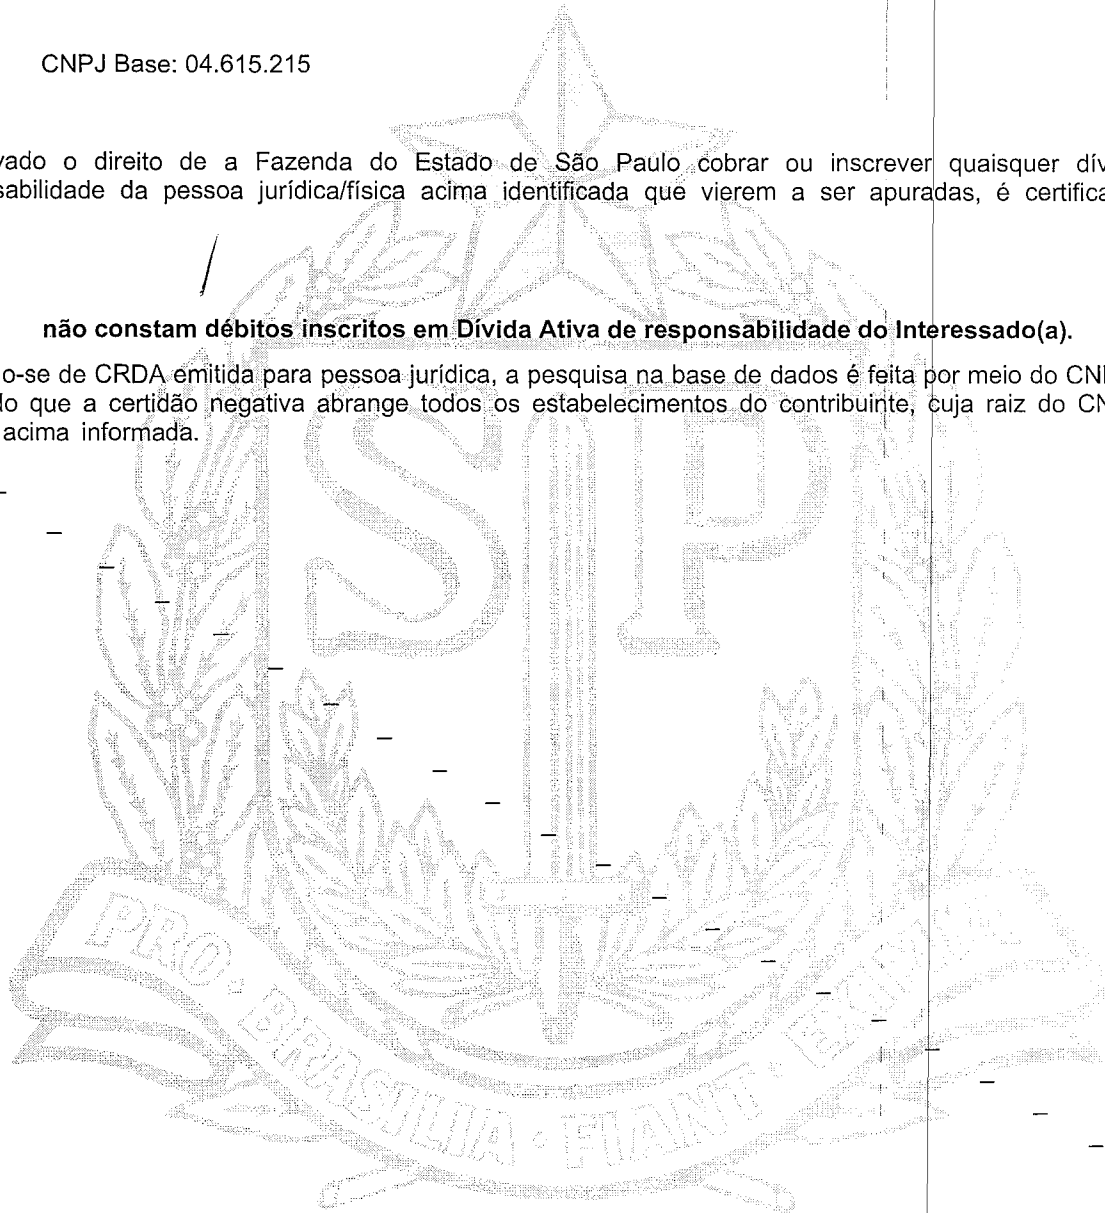 CNPJ Base: 04.615.215
vado o direito de a Fazenda do Estado de São Paulo cobrar ou inscrever quaisquer dív
sabilidade da pessoa jurídica/física acima identificada que vierem a ser apuradas, é certifica
não constam débitos inscritos em Dívida Ativa de responsabilidade do Interessado(a).
o-se de CRDA emitida para pessoa jurídica, a pesquisa na base de dados é feita por meio do CN
do que a certidão negativa abrange todos os estabelecimentos do contribuinte, cuja raiz do CN
acima informada.
SP
PRO · BRASILIA · FIANT · EXIMIA